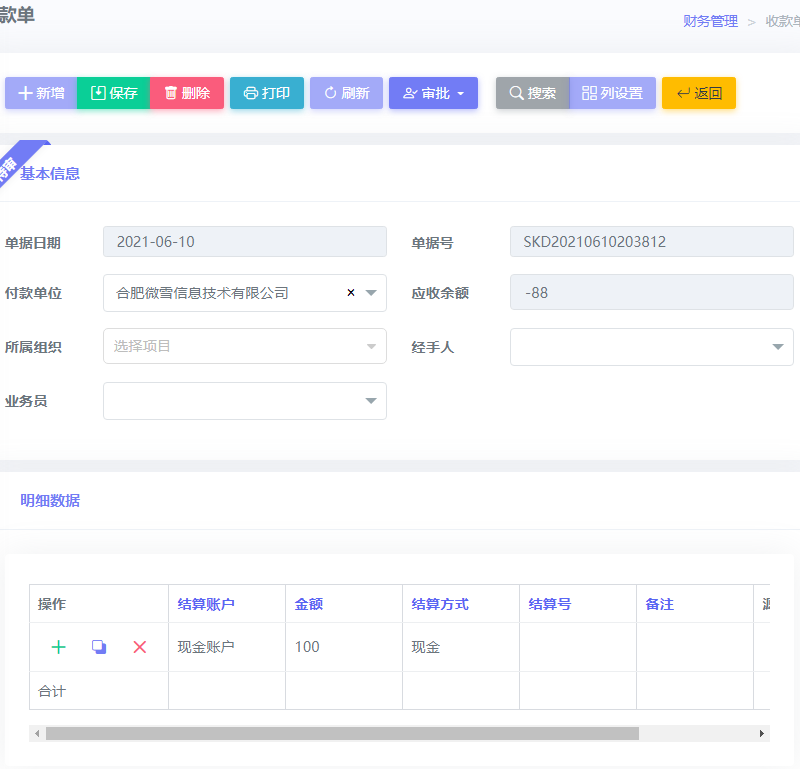 款单
财务管理 > 收款单
新增 保存 删除 打印 刷新 审批 搜索 列设置 返回
待审
基本信息
单据日期 2021-06-10 单据号 SKD20210610203812
付款单位 合肥微雪信息技术有限公司 × 应收余额 -88
所属组织 选择项目 经手人
业务员
明细数据
操作 结算账户 金额 结算方式 结算号 备注
现金账户 100 现金
合计